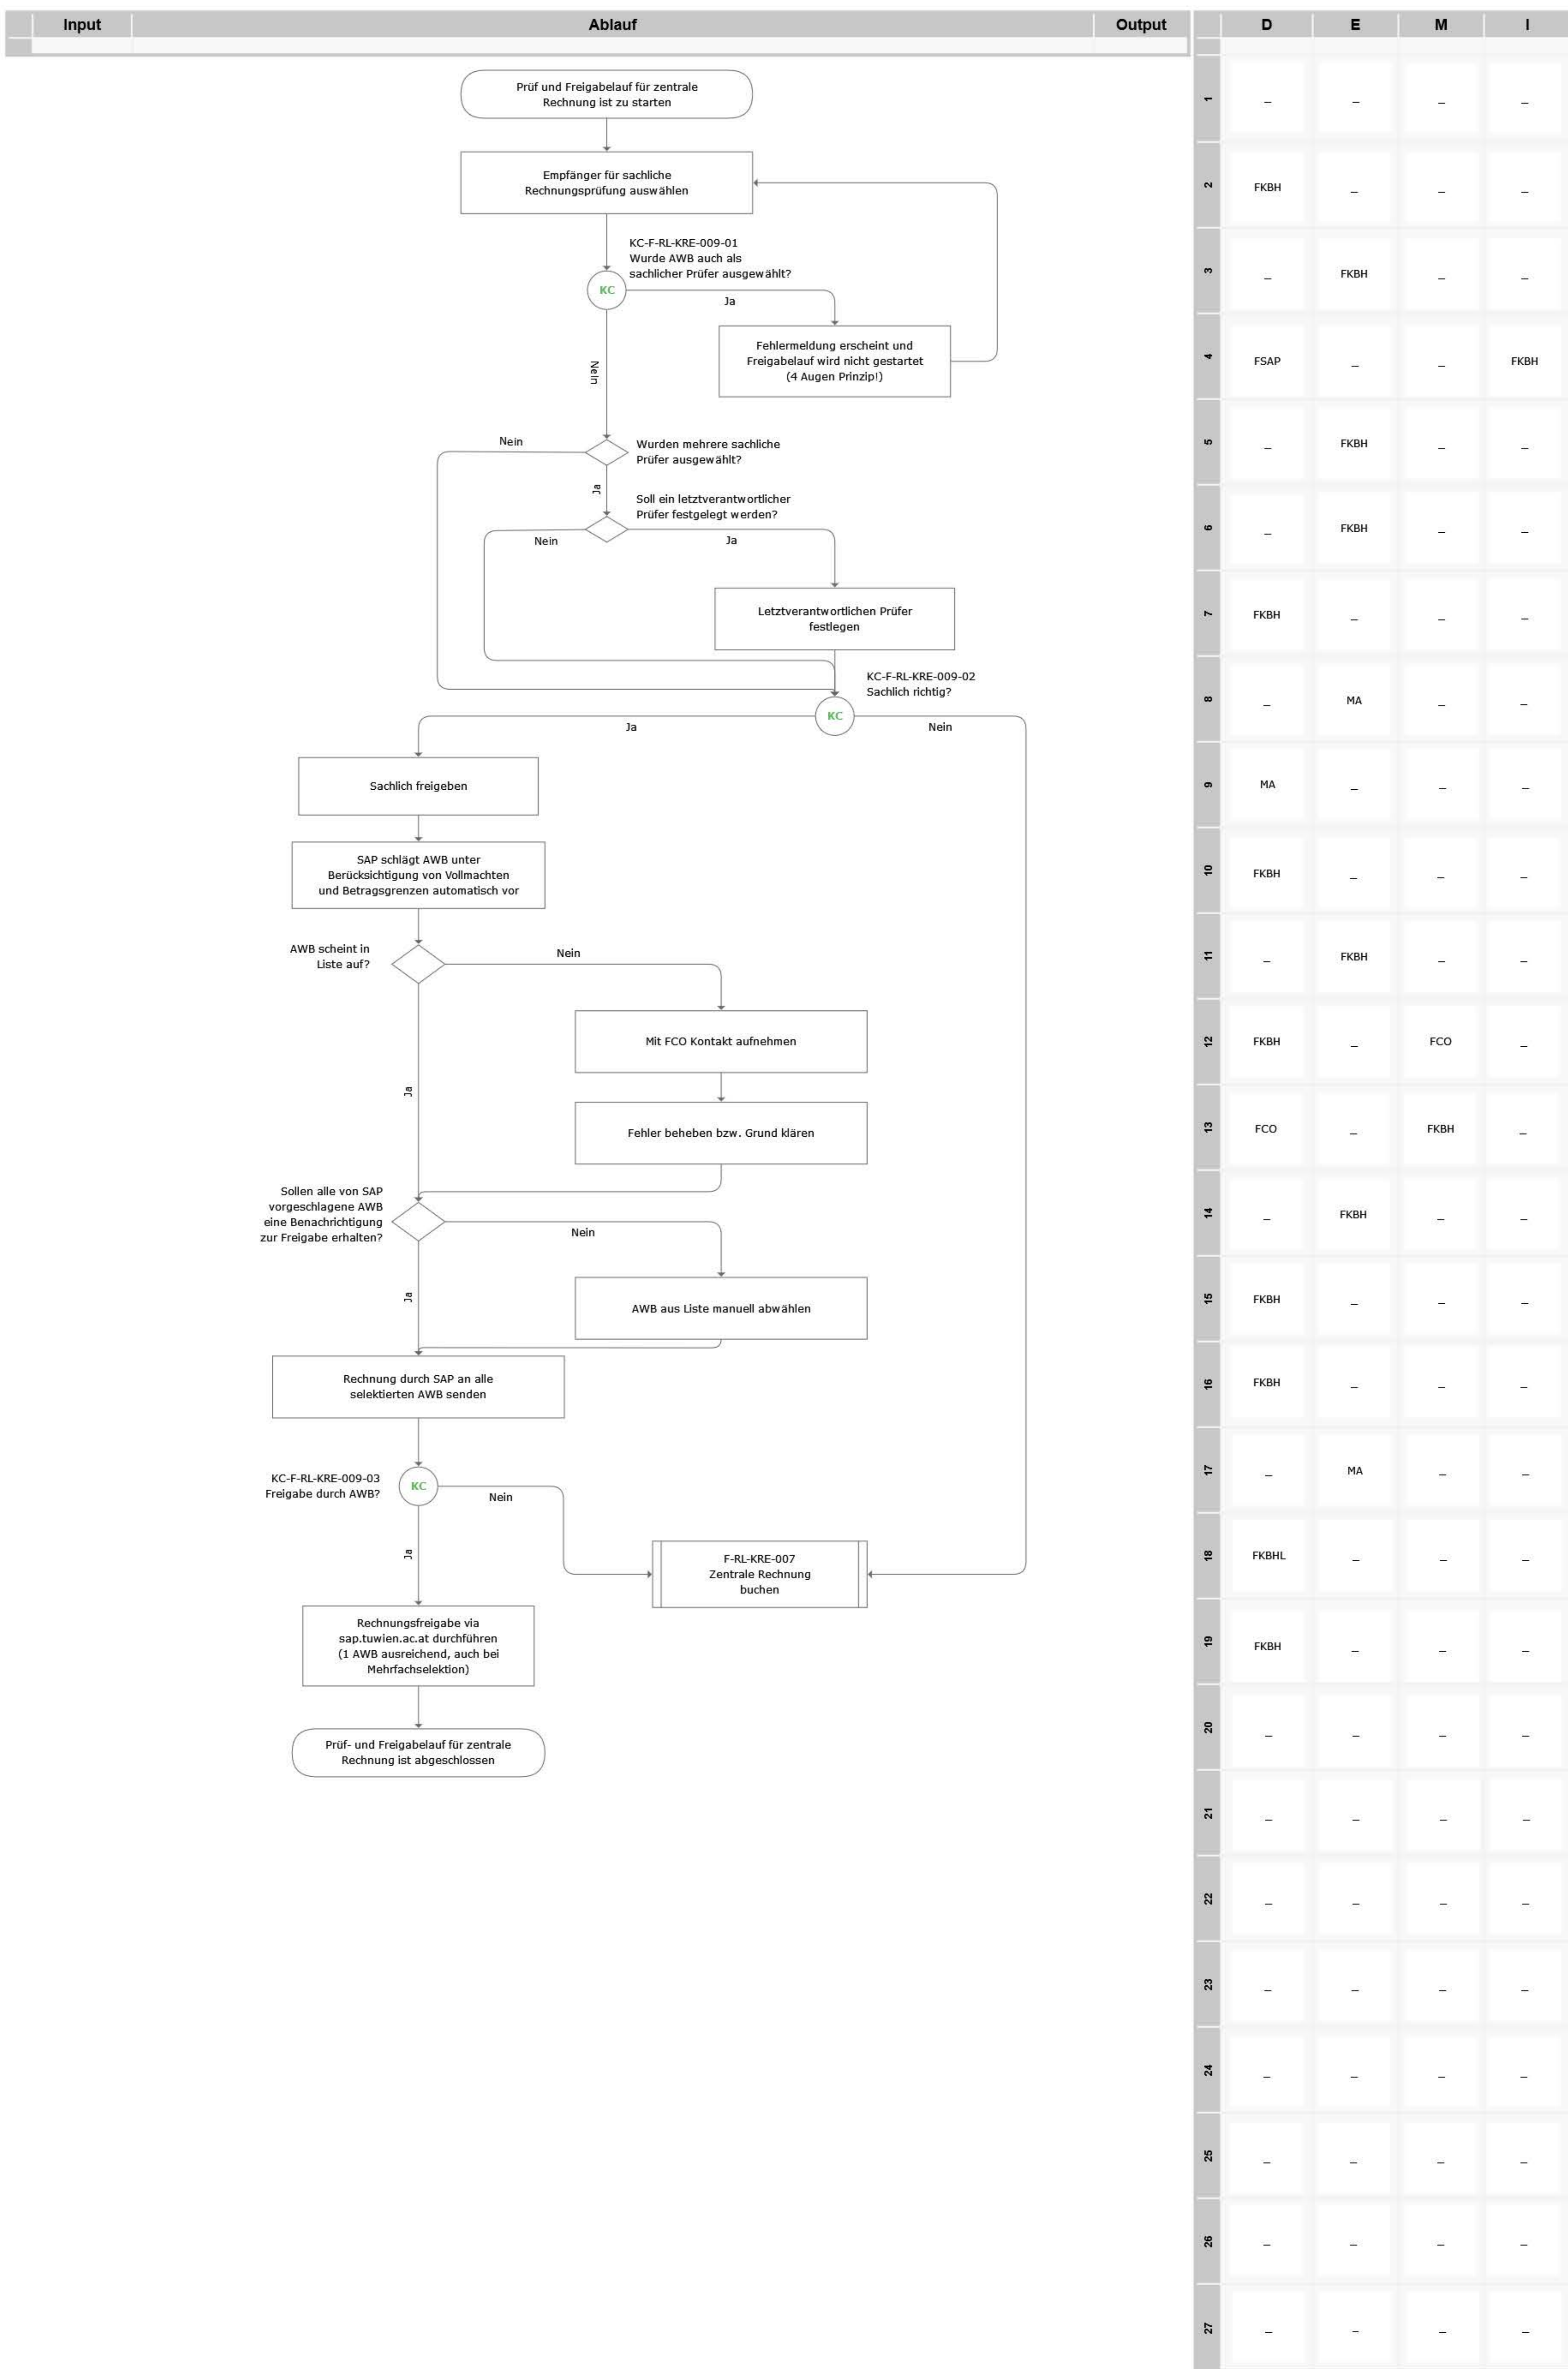 Input
Ablauf
Output
D
E
M
I
Prüf und Freigabelauf für zentrale
Rechnung ist zu starten
1
_ _ _ _
Empfänger für sachliche
Rechnungsprüfung auswählen
2
FKBH _ _ _
KC-F-RL-KRE-009-01
Wurde AWB auch als
sachlicher Prüfer ausgewählt?
KC
Ja
3
_ FKBH _ _
Fehlermeldung erscheint und
Freigabelauf wird nicht gestartet
(4 Augen Prinzip!)
Nein
4
FSAP _ _ FKBH
Nein
Wurden mehrere sachliche
Prüfer ausgewählt?
Ja
5
_ FKBH _ _
Soll ein letztverantwortlicher
Prüfer festgelegt werden?
Nein
Ja
6
_ FKBH _ _
Letztverantwortlichen Prüfer
festlegen
7
FKBH _ _ _
KC-F-RL-KRE-009-02
Sachlich richtig?
KC
Ja
Nein
8
_ MA _ _
Sachlich freigeben
9
MA _ _ _
SAP schlägt AWB unter
Berücksichtigung von Vollmachten
und Betragsgrenzen automatisch vor
10
FKBH _ _ _
AWB scheint in
Liste auf?
Nein
11
_ FKBH _ _
Mit FCO Kontakt aufnehmen
12
FKBH _ FCO _
Ja
Fehler beheben bzw. Grund klären
13
FCO _ FKBH _
Sollen alle von SAP
vorgeschlagene AWB
eine Benachrichtigung
zur Freigabe erhalten?
Nein
14
_ FKBH _ _
Ja
AWB aus Liste manuell abwählen
15
FKBH _ _ _
Rechnung durch SAP an alle
selektierten AWB senden
16
FKBH _ _ _
KC-F-RL-KRE-009-03
Freigabe durch AWB?
KC
Nein
17
_ MA _ _
Ja
F-RL-KRE-007
Zentrale Rechnung
buchen
18
FKBHL _ _ _
Rechnungsfreigabe via
sap.tuwien.ac.at durchführen
(1 AWB ausreichend, auch bei
Mehrfachselektion)
19
FKBH _ _ _
Prüf- und Freigabelauf für zentrale
Rechnung ist abgeschlossen
20
_ _ _ _
21
_ _ _ _
22
_ _ _ _
23
_ _ _ _
24
_ _ _ _
25
_ _ _ _
26
_ _ _ _
27
_ _ _ _